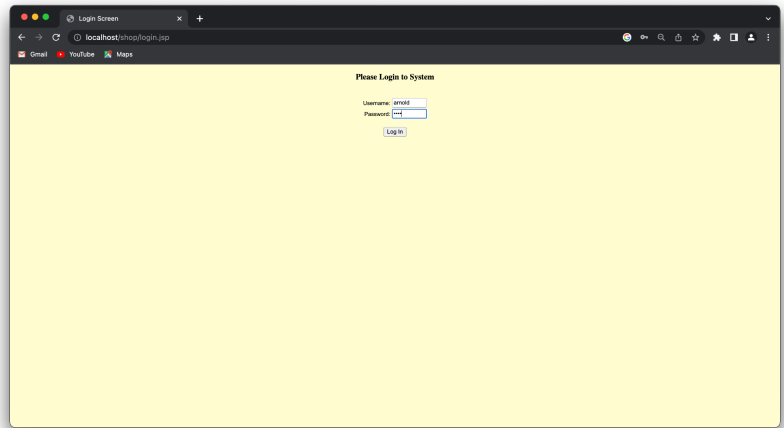 Login Screen
localhost/shop/login.jsp
Gmail YouTube Maps
Please Login to System
Username: arnold
Password: ••••
Log In